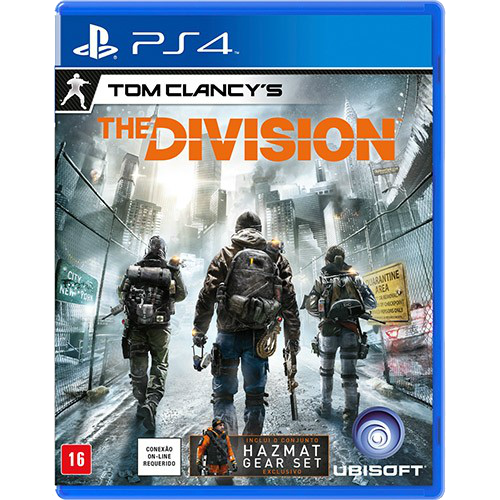 PS4
TOM CLANCY'S
THE DIVISION
CITY
NEW YORK
QUARANTINE
AREA
16
CONEXÃO
ON-LINE
REQUERIDO
INCLUI O CONJUNTO
HAZMAT
GEAR SET
EXCLUSIVO
UBISOFT